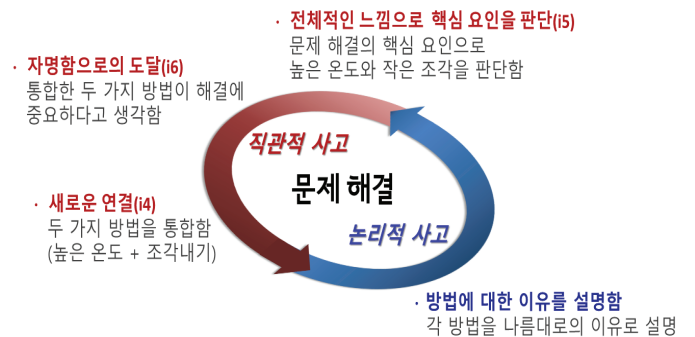 · 전체적인 느낌으로 핵심 요인을 판단(i5)
문제 해결의 핵심 요인으로
높은 온도와 작은 조각을 판단함
· 자명함으로의 도달(i6)
통합한 두 가지 방법이 해결에
중요하다고 생각함
직관적 사고
문제 해결
· 새로운 연결(i4)
두 가지 방법을 통합함
(높은 온도 + 조각내기)
논리적 사고
· 방법에 대한 이유를 설명함
각 방법을 나름대로의 이유로 설명